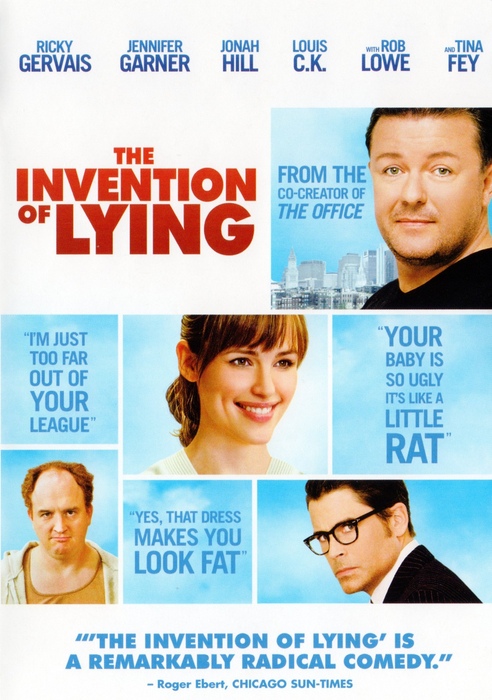 RICKY GERVAIS
JENNIFER GARNER
JONAH HILL
LOUIS C.K.
WITH ROB LOWE
AND TINA FEY
THE
INVENTION
OF LYING
FROM THE
CO-CREATOR OF
THE OFFICE
“I'M JUST
TOO FAR
OUT OF
YOUR
LEAGUE”
“YOUR
BABY IS
SO UGLY
IT'S LIKE A
LITTLE
RAT”
“YES, THAT DRESS
MAKES YOU
LOOK FAT”
“‘THE INVENTION OF LYING’ IS
A REMARKABLY RADICAL COMEDY.”
– Roger Ebert, CHICAGO SUN-TIMES